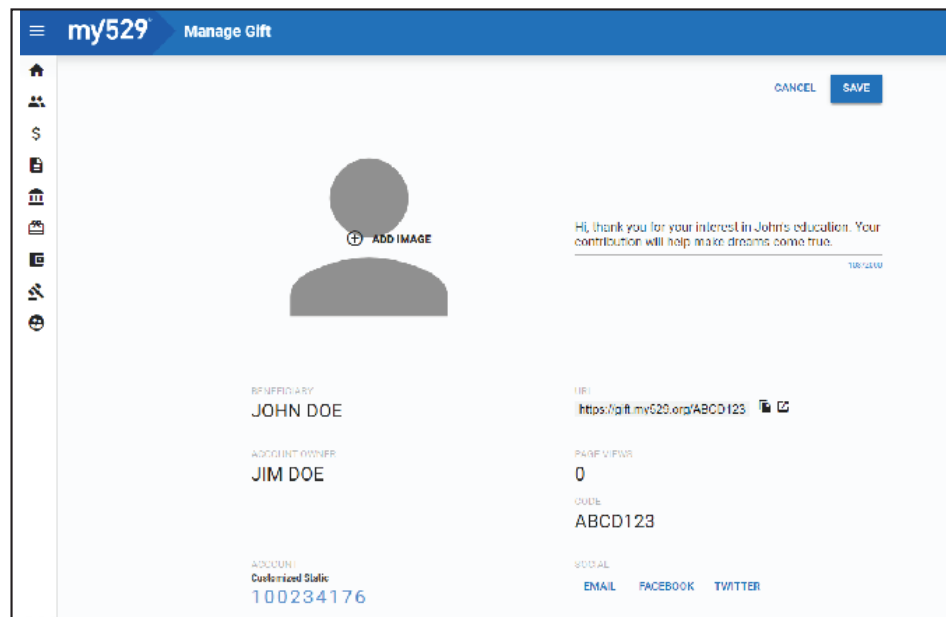 my529 Manage Gift
CANCEL SAVE
ADD IMAGE
Hi, thank you for your interest in John's education. Your
contribution will help make dreams come true.
BENEFICIARY
JOHN DOE
URL
https://gift.my529.org/ABCD123
ACCOUNT OWNER
JIM DOE
PAGE VIEWS
0
CODE
ABCD123
ACCOUNT
Customized Static
100234176
SOCIAL
EMAIL FACEBOOK TWITTER